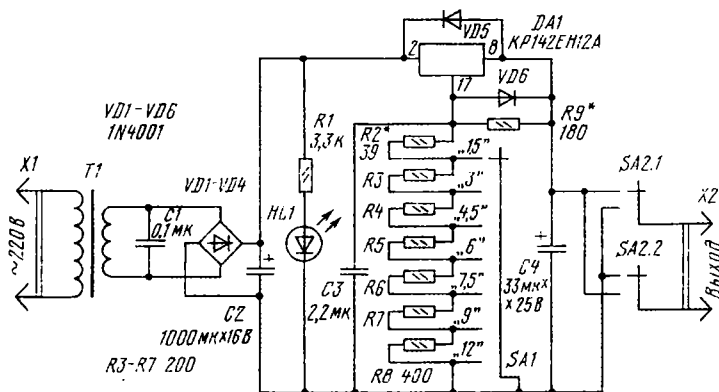 DA1
КР142ЕН12А
VD5
2
8
17
VD6
VD1-VD6
1N4001
R1
3,3к
R2*
39
R9*
180
„1,5"
X1
T1
VD1-VD4
R3
„3"
SA2.1
X2
C1
0,1мк
HL1
R4
„4,5"
~220В
R5
„6"
C4
33мк×
×25В
SA2.2
C2
1000мк×16В
C3
2,2мк
R6
„7,5"
Выход
R7
„9"
„12"
R3-R7 200
R8 400
SA1